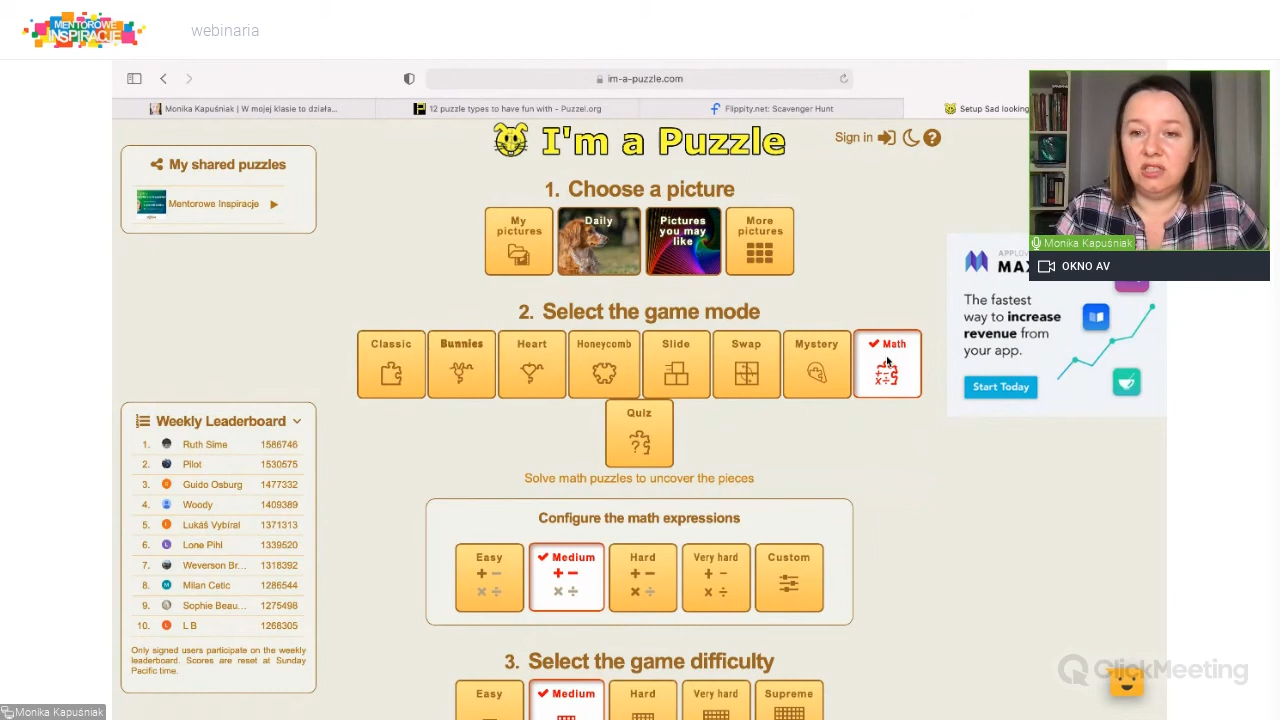 MENTOROWE
INSPIRACJE
webinaria
im-a-puzzle.com
Monika Kapuśniak | W mojej klasie to działa...
12 puzzle types to have fun with - Puzzel.org
Flippity.net: Scavenger Hunt
Setup Sad looking
I'm a Puzzle
Sign in
My shared puzzles
Mentorowe Inspiracje
1. Choose a picture
My pictures
Daily
Pictures you may like
More pictures
2. Select the game mode
Classic
Bunnies
Heart
Honeycomb
Slide
Swap
Mystery
Math
Quiz
Solve math puzzles to uncover the pieces
Configure the math expressions
Easy
Medium
Hard
Very hard
Custom
3. Select the game difficulty
Easy
Medium
Hard
Very hard
Supreme
Weekly Leaderboard
1. Ruth Sime 1586746
2. Pilot 1530575
3. Guido Osburg 1477332
4. Woody 1409389
5. Lukáš Vybíral 1371313
6. Lone Pihl 1339520
7. Weverson Br... 1318392
8. Milan Cetic 1286544
9. Sophie Beau... 1275498
10. L B 1268305
Only signed users participate on the weekly
leaderboard. Scores are reset at Sunday
Pacific time.
Monika Kapuśniak
OKNO AV
The fastest
way to increase
revenue from
your app.
Start Today
ClickMeeting
Monika Kapuśniak